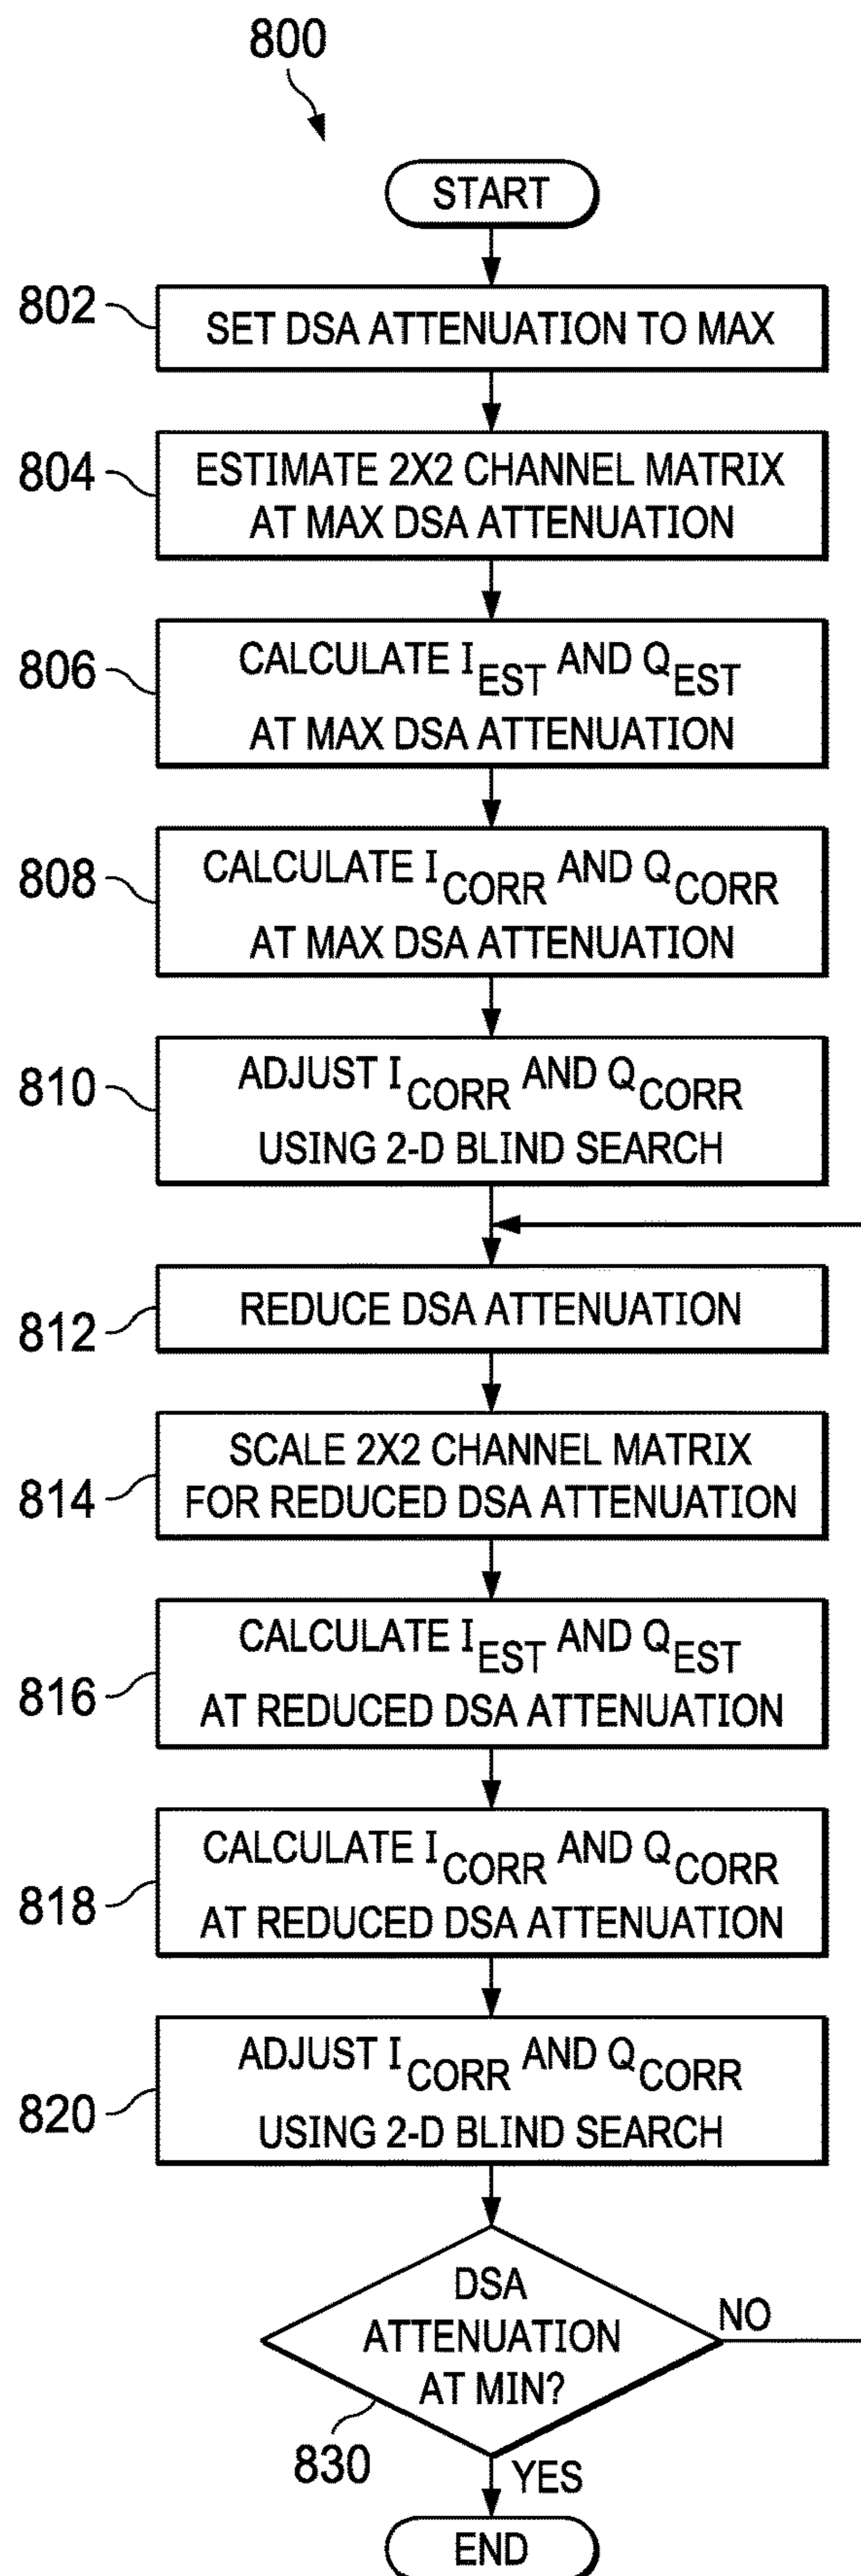 800
START
802
SET DSA ATTENUATION TO MAX
804
ESTIMATE 2X2 CHANNEL MATRIX
AT MAX DSA ATTENUATION
806
CALCULATE I_EST AND Q_EST
AT MAX DSA ATTENUATION
808
CALCULATE I_CORR AND Q_CORR
AT MAX DSA ATTENUATION
810
ADJUST I_CORR AND Q_CORR
USING 2-D BLIND SEARCH
812
REDUCE DSA ATTENUATION
814
SCALE 2X2 CHANNEL MATRIX
FOR REDUCED DSA ATTENUATION
816
CALCULATE I_EST AND Q_EST
AT REDUCED DSA ATTENUATION
818
CALCULATE I_CORR AND Q_CORR
AT REDUCED DSA ATTENUATION
820
ADJUST I_CORR AND Q_CORR
USING 2-D BLIND SEARCH
DSA
ATTENUATION
AT MIN?
NO
830
YES
END